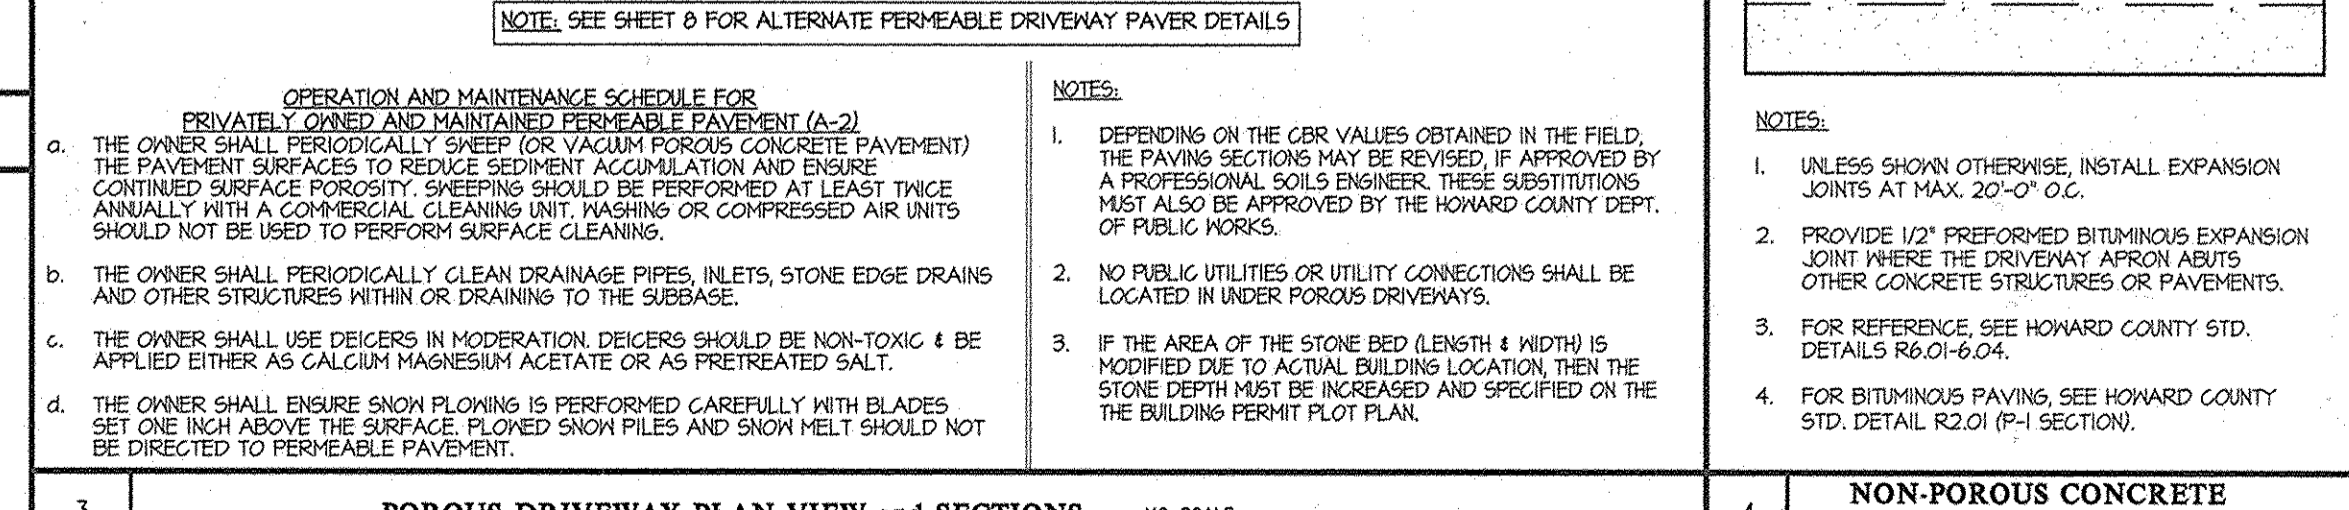 NOTE: SEE SHEET 8 FOR ALTERNATE PERMEABLE DRIVEWAY PAVER DETAILS
OPERATION AND MAINTENANCE SCHEDULE FOR
PRIVATELY OWNED AND MAINTAINED PERMEABLE PAVEMENT (A-2)
a. THE OWNER SHALL PERIODICALLY SWEEP (OR VACUUM POROUS CONCRETE PAVEMENT)
THE PAVEMENT SURFACES TO REDUCE SEDIMENT ACCUMULATION AND ENSURE
CONTINUED SURFACE POROSITY. SWEEPING SHOULD BE PERFORMED AT LEAST TWICE
ANNUALLY WITH A COMMERCIAL CLEANING UNIT. WASHING OR COMPRESSED AIR UNITS
SHOULD NOT BE USED TO PERFORM SURFACE CLEANING.
b. THE OWNER SHALL PERIODICALLY CLEAN DRAINAGE PIPES, INLETS, STONE EDGE DRAINS
AND OTHER STRUCTURES WITHIN OR DRAINING TO THE SUBBASE.
c. THE OWNER SHALL USE DEICERS IN MODERATION. DEICERS SHOULD BE NON-TOXIC & BE
APPLIED EITHER AS CALCIUM MAGNESIUM ACETATE OR AS PRETREATED SALT.
d. THE OWNER SHALL ENSURE SNOW PLOWING IS PERFORMED CAREFULLY WITH BLADES
SET ONE INCH ABOVE THE SURFACE. PLOWED SNOW PILES AND SNOW MELT SHOULD NOT
BE DIRECTED TO PERMEABLE PAVEMENT.
NOTES:
1. DEPENDING ON THE CBR VALUES OBTAINED IN THE FIELD,
THE PAVING SECTIONS MAY BE REVISED, IF APPROVED BY
A PROFESSIONAL SOILS ENGINEER. THESE SUBSTITUTIONS
MUST ALSO BE APPROVED BY THE HOWARD COUNTY DEPT.
OF PUBLIC WORKS.
2. NO PUBLIC UTILITIES OR UTILITY CONNECTIONS SHALL BE
LOCATED IN UNDER POROUS DRIVEWAYS.
3. IF THE AREA OF THE STONE BED (LENGTH & WIDTH) IS
MODIFIED DUE TO ACTUAL BUILDING LOCATION, THEN THE
STONE DEPTH MUST BE INCREASED AND SPECIFIED ON THE
THE BUILDING PERMIT PLOT PLAN.
NOTES:
1. UNLESS SHOWN OTHERWISE, INSTALL EXPANSION
JOINTS AT MAX. 20'-0" O.C.
2. PROVIDE 1/2" PREFORMED BITUMINOUS EXPANSION
JOINT WHERE THE DRIVEWAY APRON ABUTS
OTHER CONCRETE STRUCTURES OR PAVEMENTS.
3. FOR REFERENCE, SEE HOWARD COUNTY STD.
DETAILS R6.01-6.04.
4. FOR BITUMINOUS PAVING, SEE HOWARD COUNTY
STD. DETAIL R2.01 (P-1 SECTION).
3 POROUS DRIVEWAY PLAN VIEW and SECTIONS NO SCALE
4 NON-POROUS CONCRETE